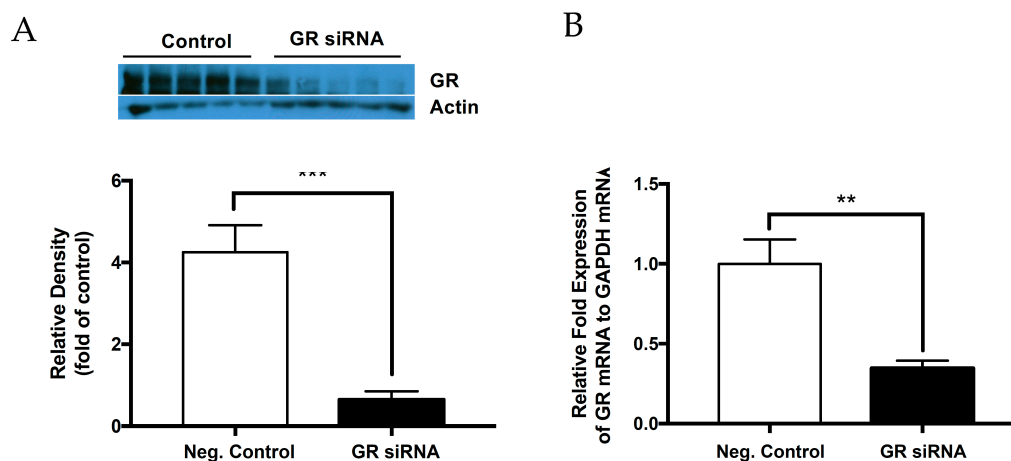 A
Control GR siRNA
GR
Actin
***
Relative Density
(fold of control)
6
4
2
0
Neg. Control GR siRNA
B
**
Relative Fold Expression
of GR mRNA to GAPDH mRNA
1.5
1.0
0.5
0.0
Neg. Control GR siRNA